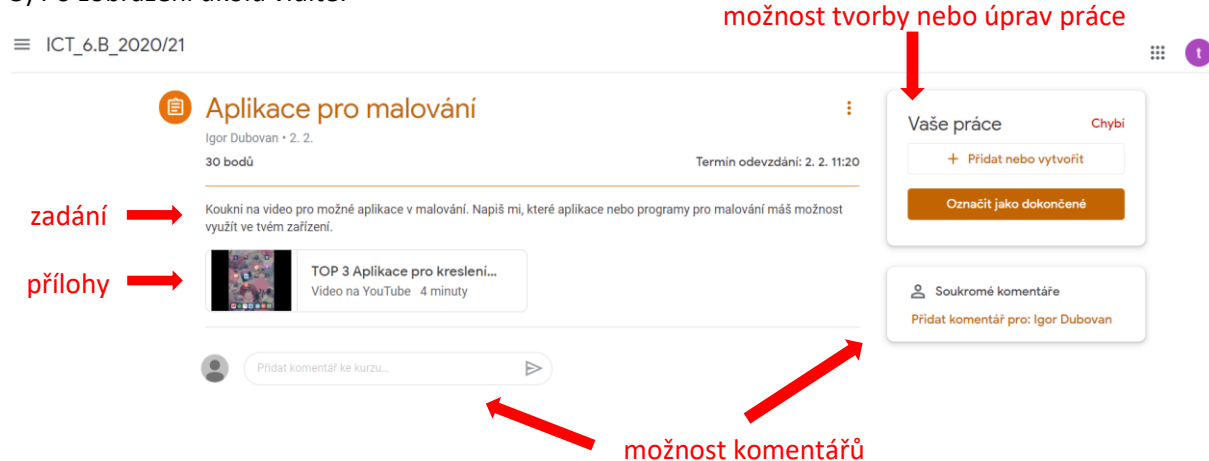 možnost tvorby nebo úprav práce
ICT_6.B_2020/21
t
Aplikace pro malování
Igor Dubovan • 2. 2.
30 bodů
Termín odevzdání: 2. 2. 11:20
Vaše práce
Chybí
+ Přidat nebo vytvořit
Označit jako dokončené
zadání
Koukni na video pro možné aplikace v malování. Napiš mi, které aplikace nebo programy pro malování máš možnost
využít ve tvém zařízení.
přílohy
TOP 3 Aplikace pro kreslení...
Video na YouTube 4 minuty
Soukromé komentáře
Přidat komentář pro: Igor Dubovan
Přidat komentář ke kurzu...
možnost komentářů